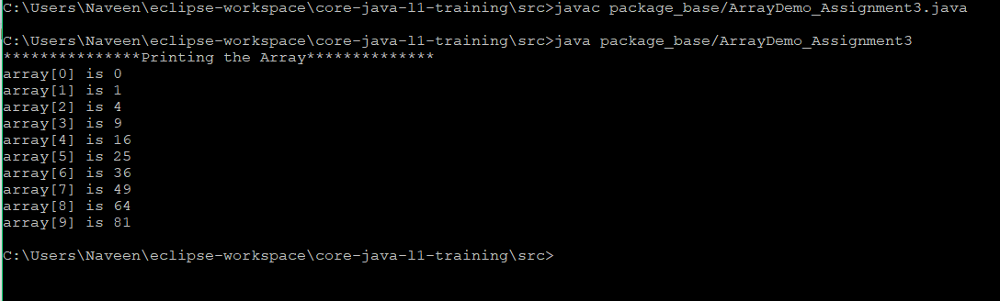 C:\Users\Naveen\eclipse-workspace\core-java-l1-training\src>javac package_base/ArrayDemo_Assignment3.java
C:\Users\Naveen\eclipse-workspace\core-java-l1-training\src>java package_base/ArrayDemo_Assignment3
***************Printing the Array**************
array[0] is 0
array[1] is 1
array[2] is 4
array[3] is 9
array[4] is 16
array[5] is 25
array[6] is 36
array[7] is 49
array[8] is 64
array[9] is 81
C:\Users\Naveen\eclipse-workspace\core-java-l1-training\src>